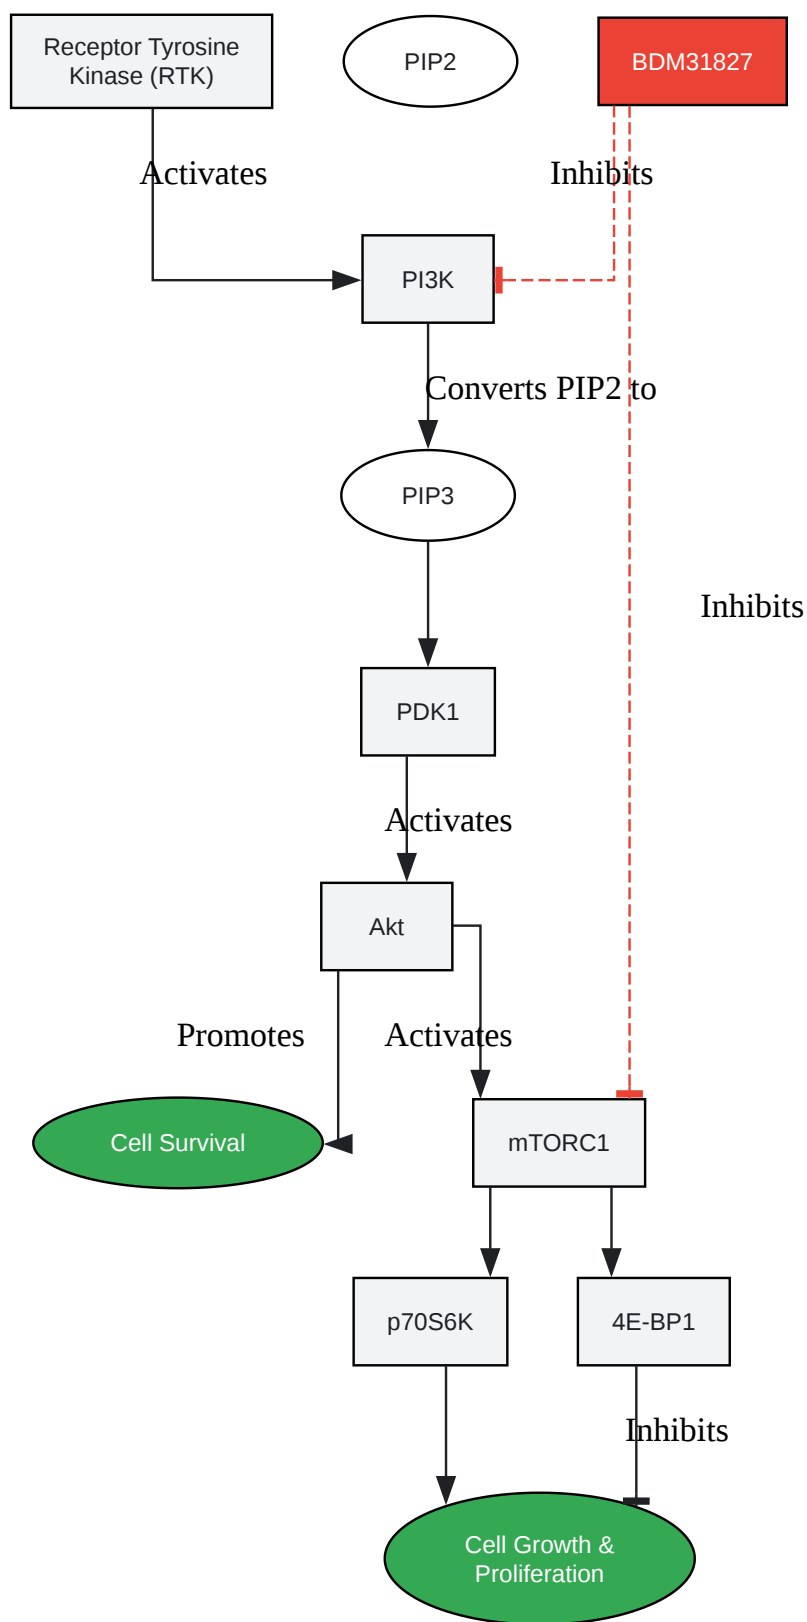 Receptor Tyrosine
Kinase (RTK)
PIP2
BDM31827
Activates
Inhibits
PI3K
Converts PIP2 to
PIP3
Inhibits
PDK1
Activates
Akt
Promotes
Activates
Cell Survival
mTORC1
p70S6K
4E-BP1
Inhibits
Cell Growth &
Proliferation